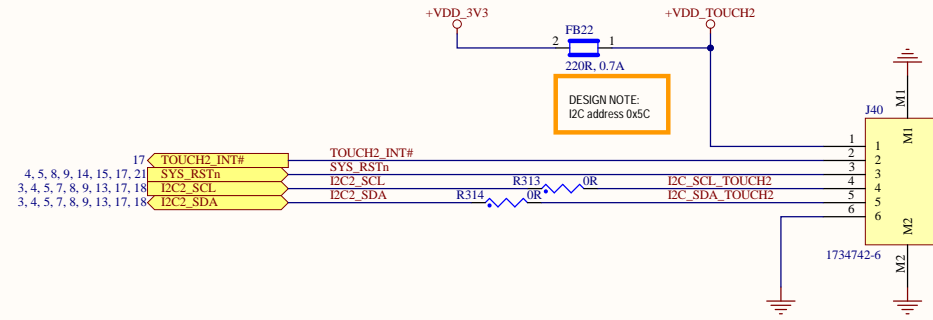 +VDD_3V3
+VDD_TOUCH2
FB22
2 1
220R, 0.7A
DESIGN NOTE:
I2C address 0x5C
M1
J40
M1
1 1
17 TOUCH2_INT# TOUCH2_INT# 2 2
4, 5, 8, 9, 14, 15, 17, 21 SYS_RSTn SYS_RSTn 3 3
3, 4, 5, 7, 8, 9, 13, 17, 18 I2C2_SCL I2C2_SCL R313 0R I2C_SCL_TOUCH2 4 4
3, 4, 5, 7, 8, 9, 13, 17, 18 I2C2_SDA I2C2_SDA R314 0R I2C_SDA_TOUCH2 5 5
6 6
M2
1734742-6
M2